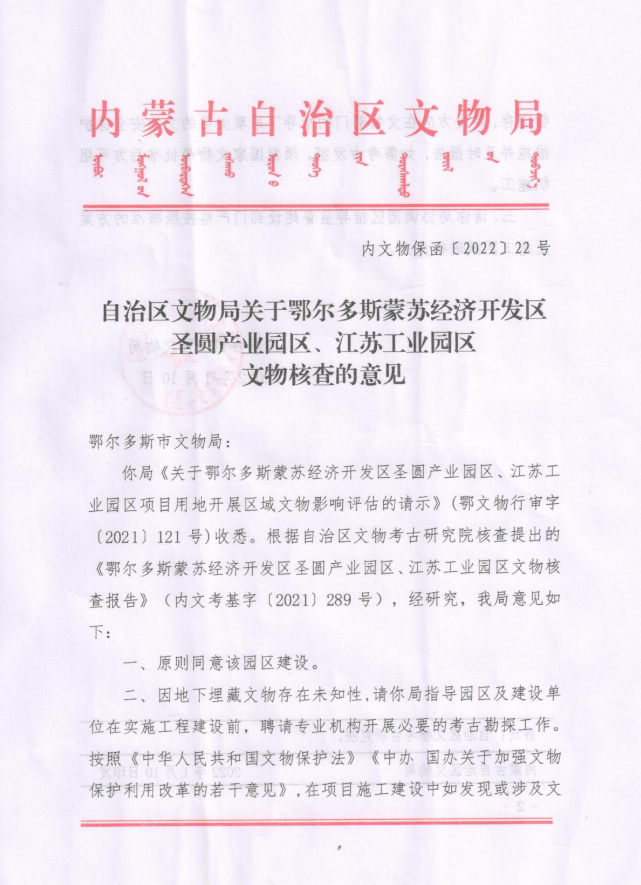 内蒙古自治区文物局
内文物保函〔2022〕22号
自治区文物局关于鄂尔多斯蒙苏经济开发区
圣圆产业园区、江苏工业园区
文物核查的意见
鄂尔多斯市文物局：
你局《关于鄂尔多斯蒙苏经济开发区圣圆产业园区、江苏工
业园区项目用地开展区域文物影响评估的请示》(鄂文物行审字
〔2021〕121号)收悉。根据自治区文物考古研究院核查提出的
《鄂尔多斯蒙苏经济开发区圣圆产业园区、江苏工业园区文物核
查报告》（内文考基字〔2021〕289号），经研究，我局意见如
下：
一、原则同意该园区建设。
二、因地下埋藏文物存在未知性,请你局指导园区及建设单
位在实施工程建设前，聘请专业机构开展必要的考古勘探工作。
按照《中华人民共和国文物保护法》《中办 国办关于加强文物
保护利用改革的若干意见》,在项目施工建设中如发现或涉及文